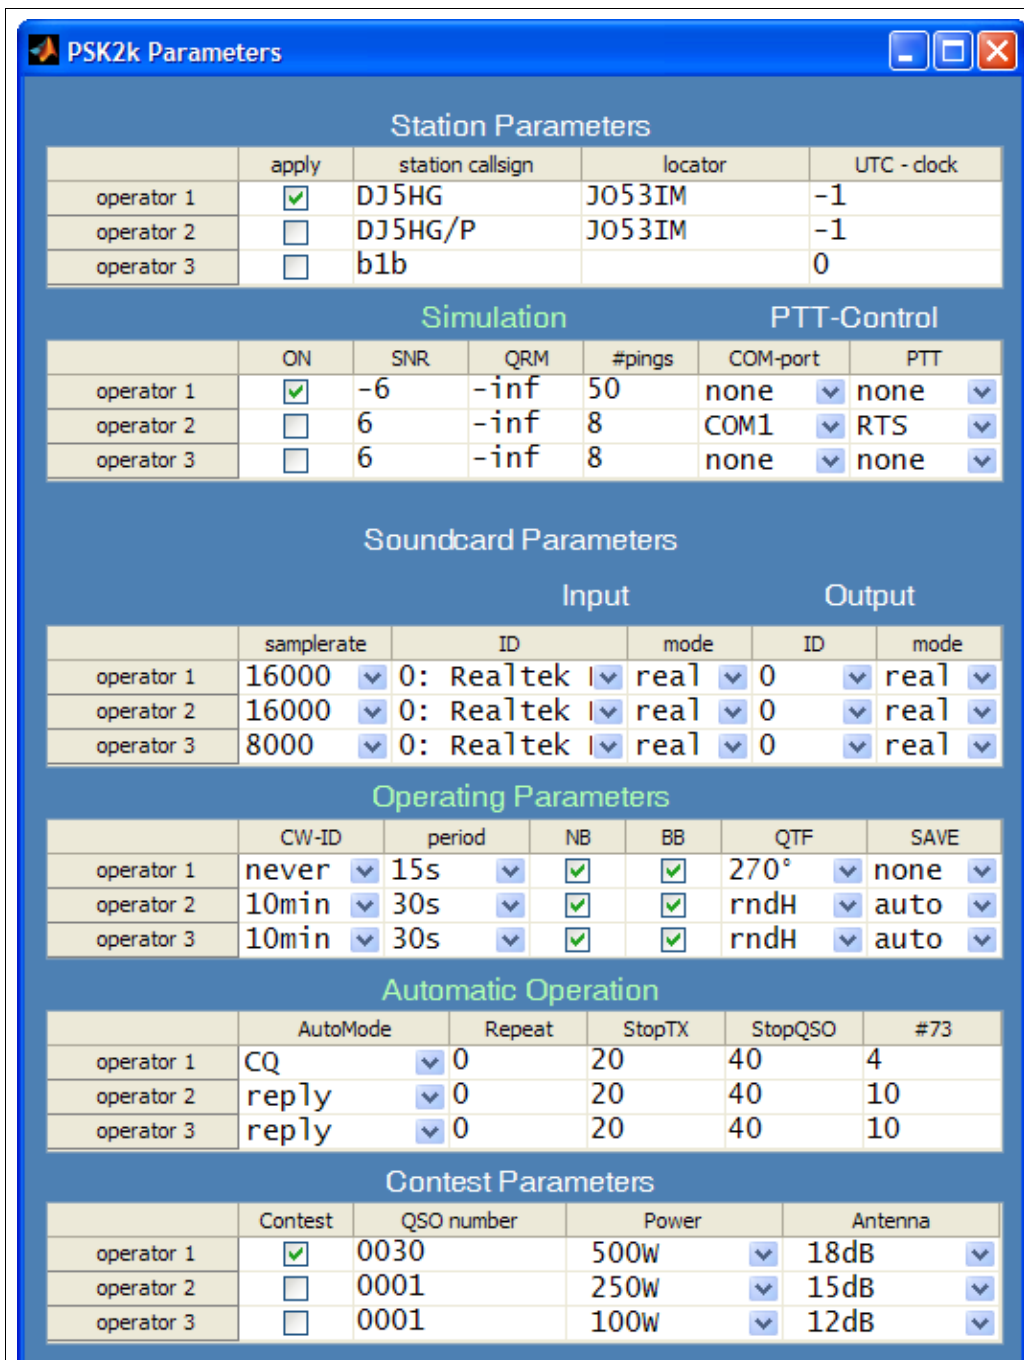 PSK2k Parameters
Station Parameters
apply station callsign locator UTC - clock
operator 1 DJ5HG JO53IM -1
operator 2 DJ5HG/P JO53IM -1
operator 3 b1b 0
Simulation PTT-Control
ON SNR QRM #pings COM-port PTT
operator 1 -6 -inf 50 none none
operator 2 6 -inf 8 COM1 RTS
operator 3 6 -inf 8 none none
Soundcard Parameters
Input Output
samplerate ID mode ID mode
operator 1 16000 0: Realtek real 0 real
operator 2 16000 0: Realtek real 0 real
operator 3 8000 0: Realtek real 0 real
Operating Parameters
CW-ID period NB BB QTF SAVE
operator 1 never 15s 270° none
operator 2 10min 30s rndH auto
operator 3 10min 30s rndH auto
Automatic Operation
AutoMode Repeat StopTX StopQSO #73
operator 1 CQ 0 20 40 4
operator 2 reply 0 20 40 10
operator 3 reply 0 20 40 10
Contest Parameters
Contest QSO number Power Antenna
operator 1 0030 500W 18dB
operator 2 0001 250W 15dB
operator 3 0001 100W 12dB